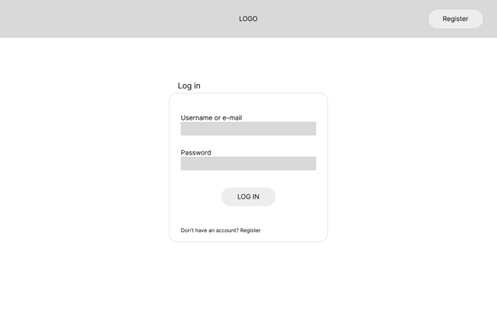 LOGO
Register
Log in
Username or e-mail
Password
LOG IN
Don't have an account? Register